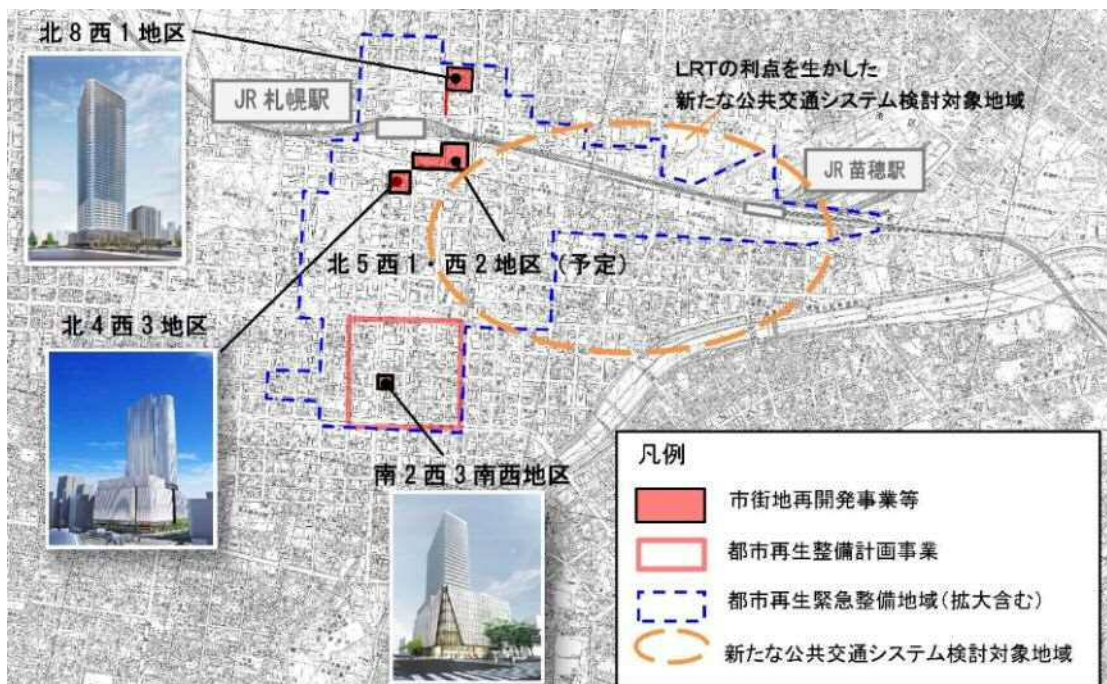 北8西1地区
JR札幌駅
LRTの利点を生かした
新たな公共交通システム検討対象地域
JR苗穂駅
北5西1・西2地区（予定）
北4西3地区
南2西3南西地区
凡例
市街地再開発事業等
都市再生整備計画事業
都市再生緊急整備地域（拡大含む）
新たな公共交通システム検討対象地域